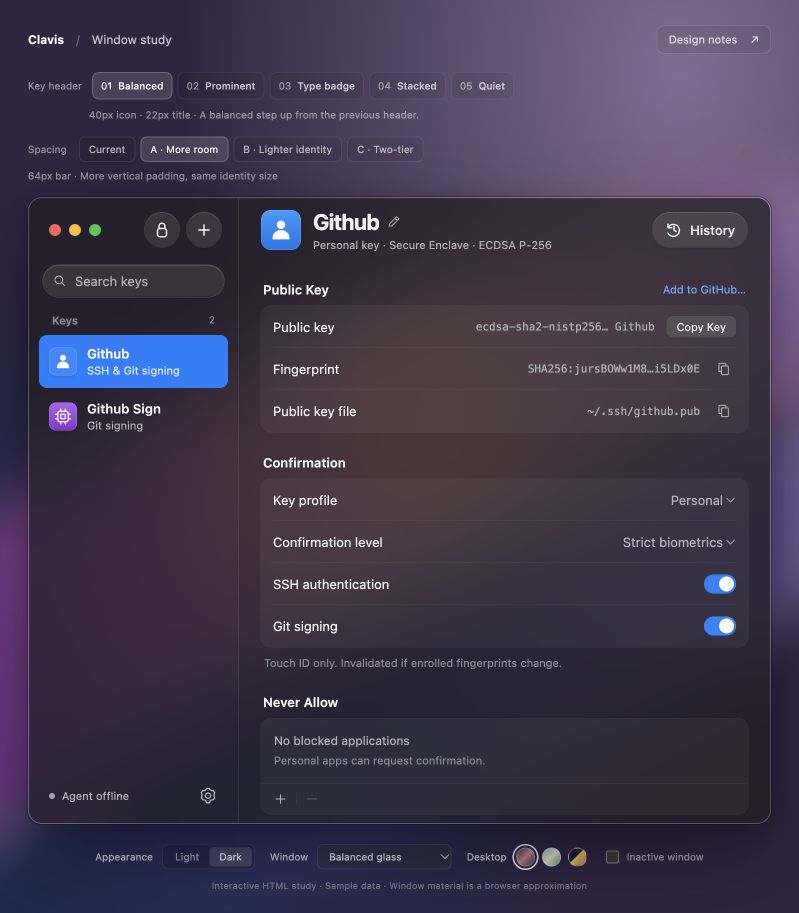 Clavis / Window study
Design notes
Key header 01 Balanced 02 Prominent 03 Type badge 04 Stacked 05 Quiet
40px icon · 22px title · A balanced step up from the previous header.
Spacing Current A · More room B · Lighter identity C · Two-tier
64px bar · More vertical padding, same identity size
Github
Personal key · Secure Enclave · ECDSA P-256
History
Search keys
Keys 2
Github
SSH & Git signing
Github Sign
Git signing
Agent offline
Public Key Add to GitHub…
Public key ecdsa-sha2-nistp256… Github Copy Key
Fingerprint SHA256:jursBOWw1M8…i5LDx0E
Public key file ~/.ssh/github.pub
Confirmation
Key profile Personal
Confirmation level Strict biometrics
SSH authentication
Git signing
Touch ID only. Invalidated if enrolled fingerprints change.
Never Allow
No blocked applications
Personal apps can request confirmation.
Appearance Light Dark Window Balanced glass Desktop Inactive window
Interactive HTML study · Sample data · Window material is a browser approximation